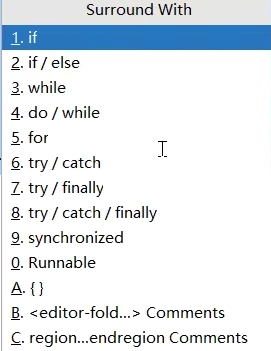 Surround With
1. if
2. if / else
3. while
4. do / while
5. for
6. try / catch
7. try / finally
8. try / catch / finally
9. synchronized
0. Runnable
A. { }
B. <editor-fold...> Comments
C. region...endregion Comments